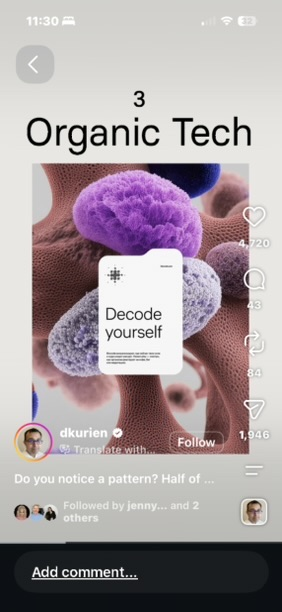 11:30
32
3
Organic Tech
Decode
yourself
4,720
43
84
1,946
dkurien
Translate with...
Follow
Do you notice a pattern? Half of ...
Followed by jenny... and 2
others
Add comment...